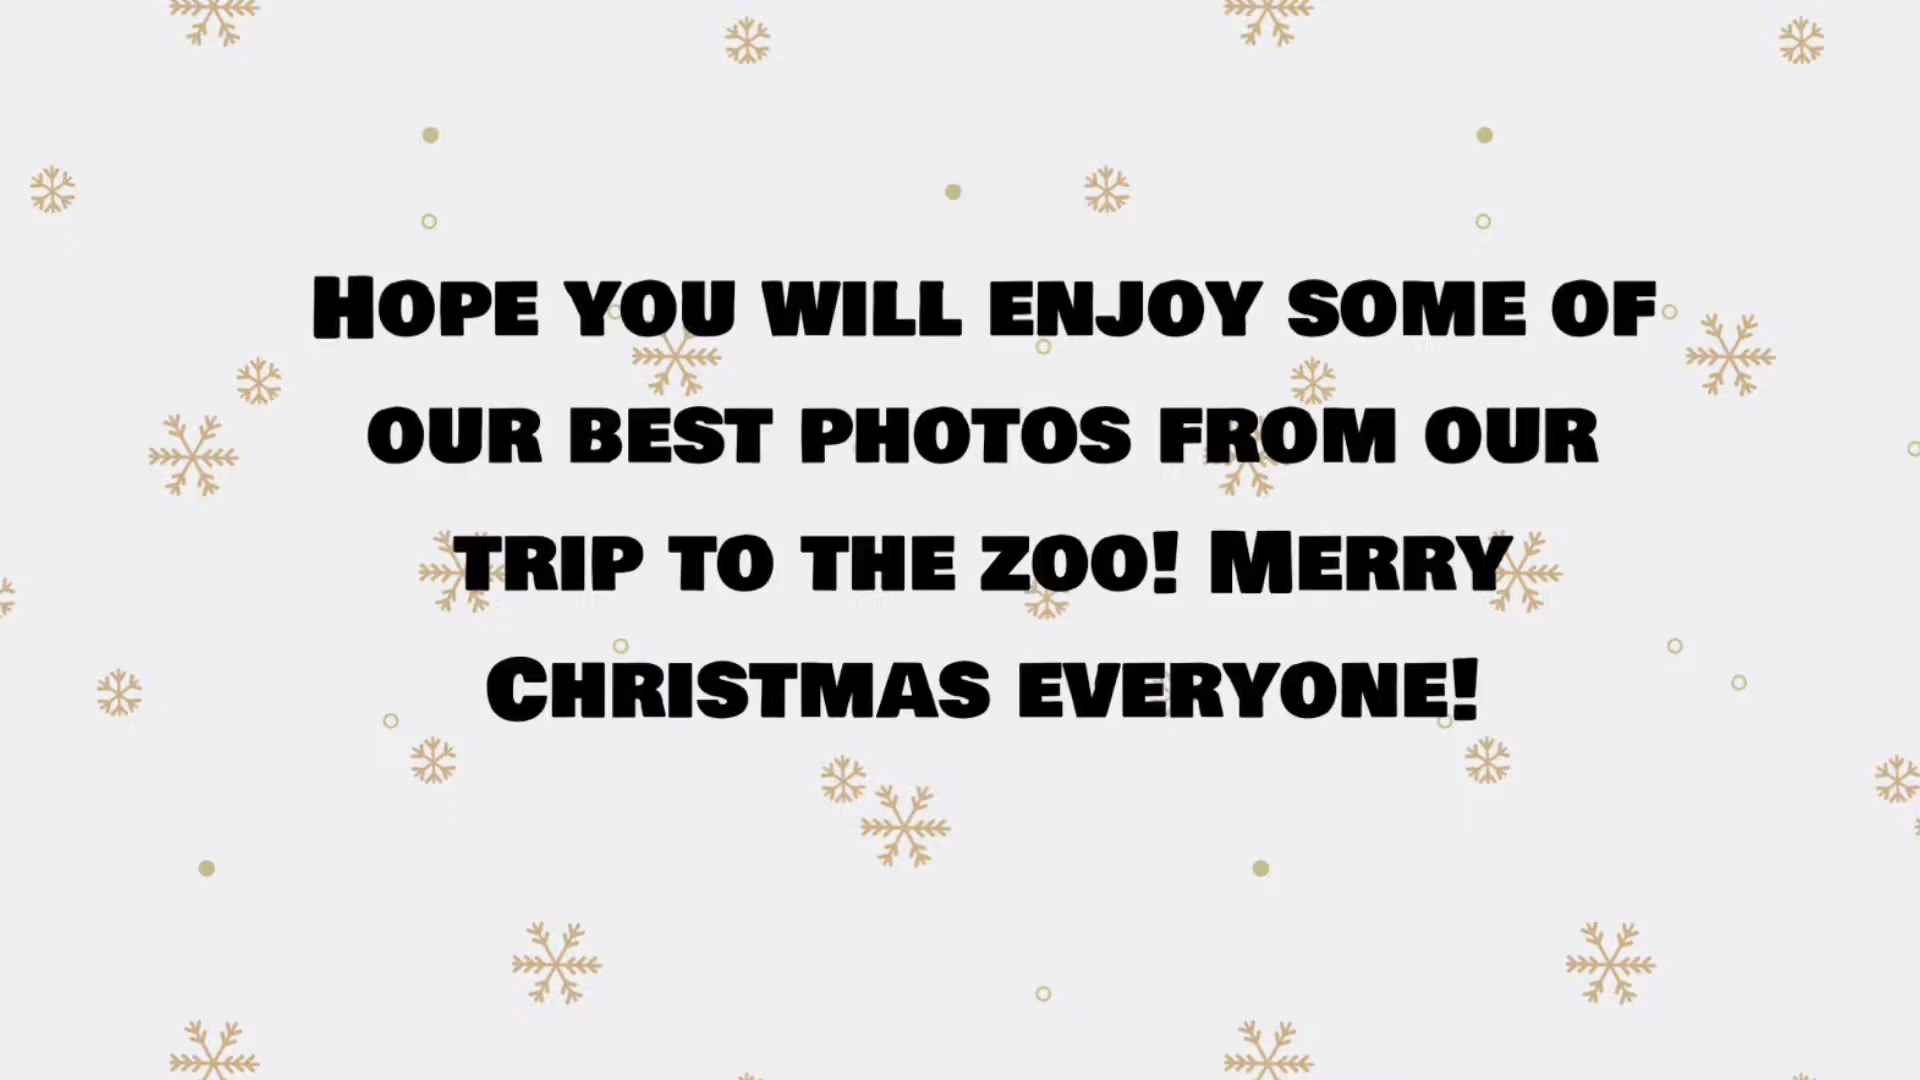 Hope you will enjoy some of
our best photos from our
trip to the zoo! Merry
Christmas everyone!